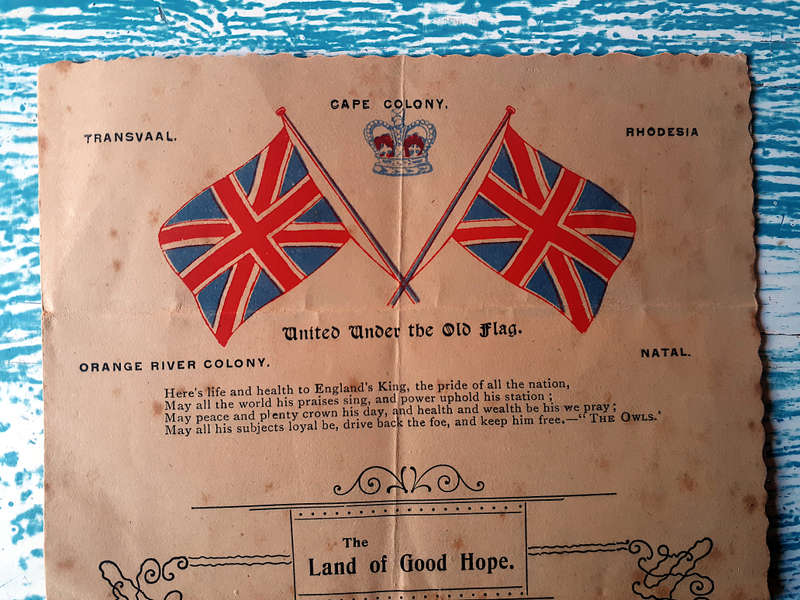 CAPE COLONY.
TRANSVAAL.
RHODESIA
United Under the Old Flag.
ORANGE RIVER COLONY.
NATAL.
Here's life and health to England's King, the pride of all the nation,
May all the world his praises sing, and power uphold his station;
May peace and plenty crown his day, and health and wealth be his we pray;
May all his subjects loyal be, drive back the foe, and keep him free.—"THE OWLS.'
The
Land of Good Hope.